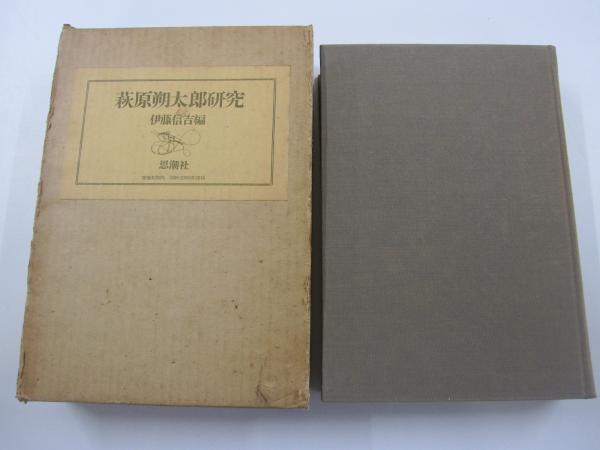 萩原朔太郎研究
伊藤信吉編
思潮社